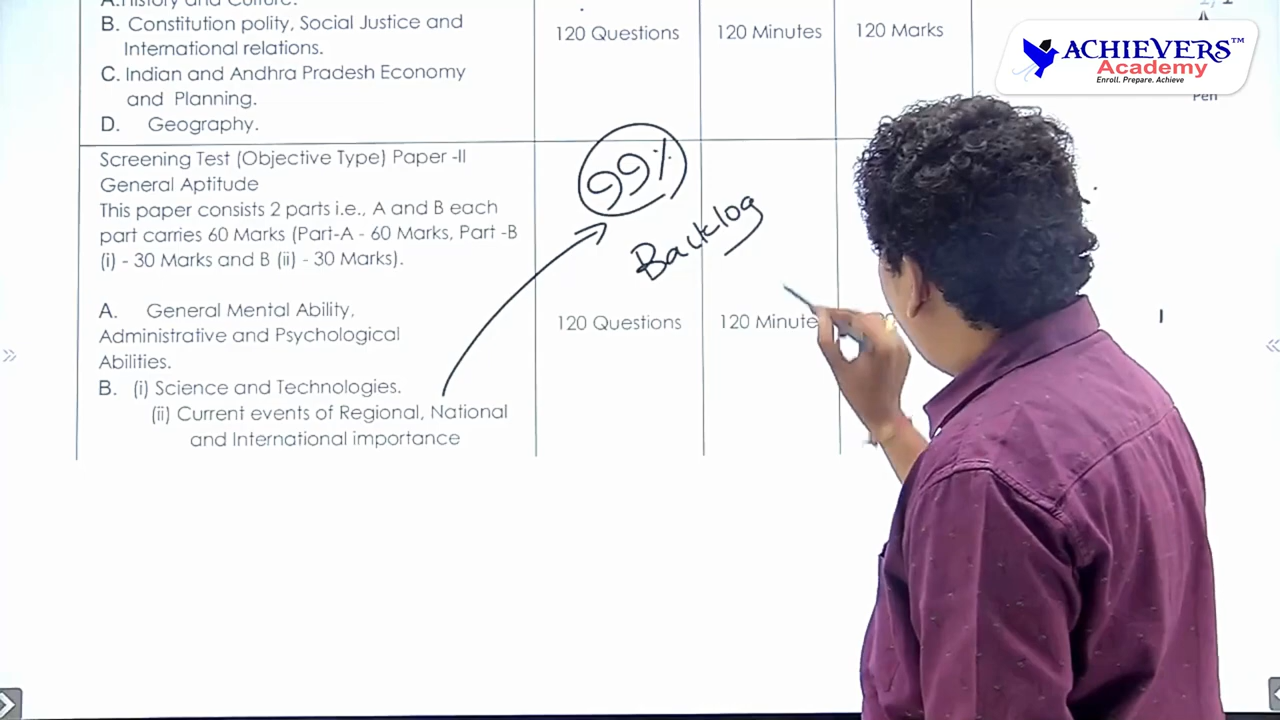 A.History and Culture.
B. Constitution polity, Social Justice and
International relations.
C. Indian and Andhra Pradesh Economy
and Planning.
D. Geography.
120 Questions
120 Minutes
120 Marks
ACHIEVERS™
Academy
Enroll. Prepare. Achieve
Pen
Screening Test (Objective Type) Paper -II
General Aptitude
This paper consists 2 parts i.e., A and B each
part carries 60 Marks (Part-A - 60 Marks, Part -B
(i) - 30 Marks and B (ii) - 30 Marks).
99%
Backlog
A. General Mental Ability,
Administrative and Psychological
Abilities.
B. (i) Science and Technologies.
(ii) Current events of Regional, National
and International importance
120 Questions
120 Minute